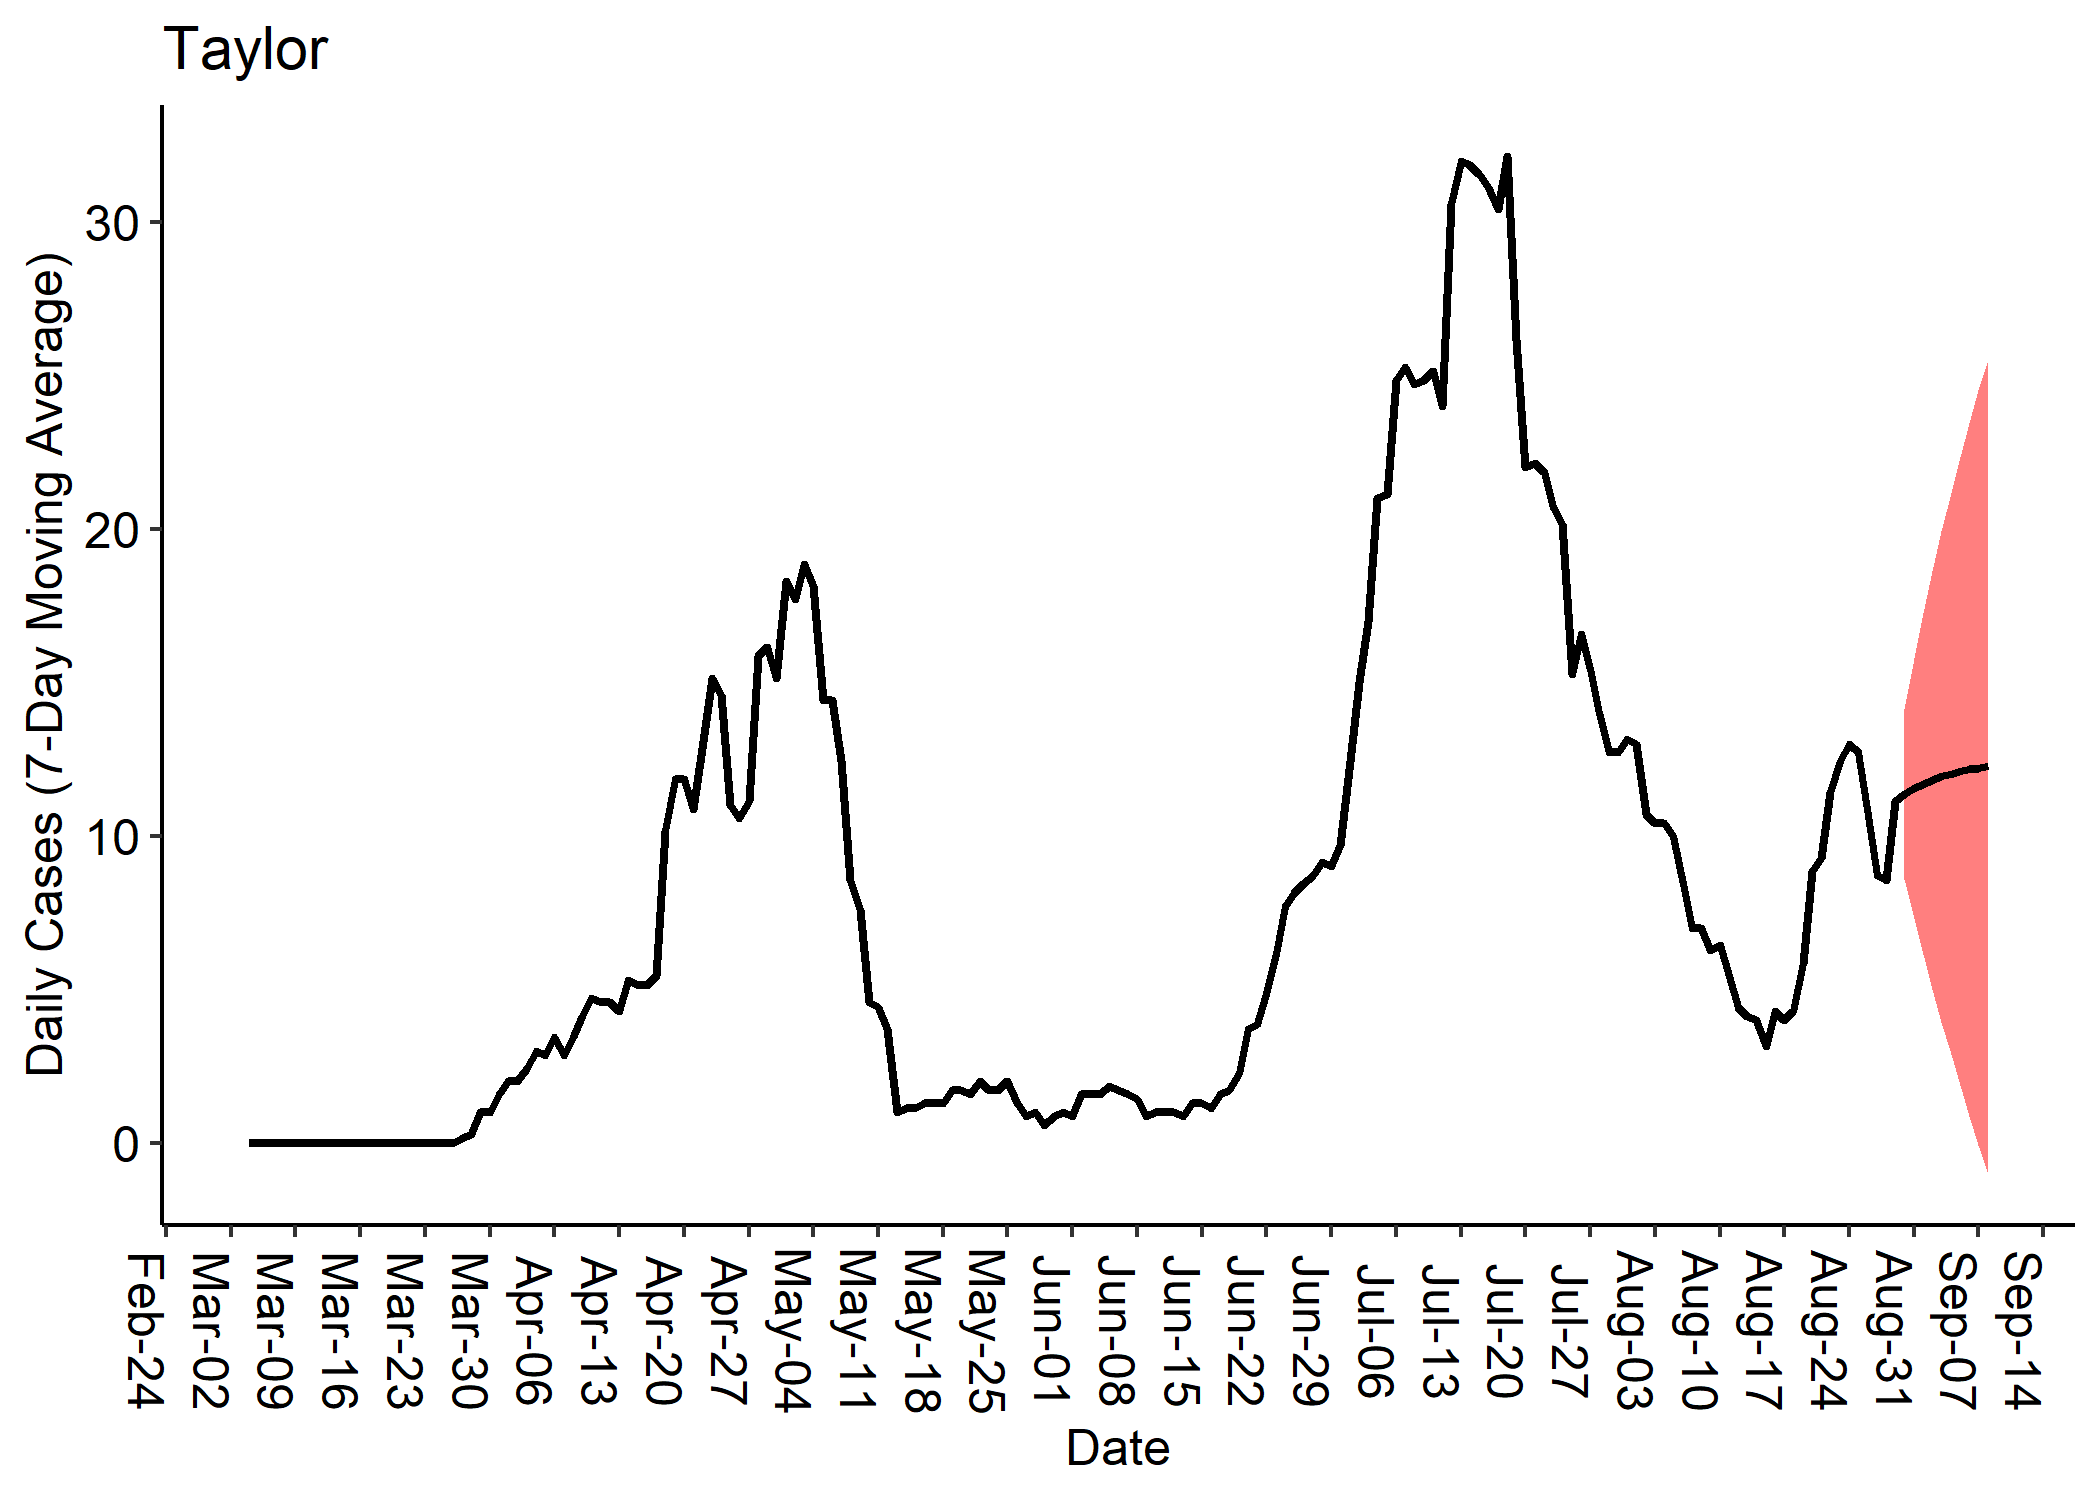 Taylor
Daily Cases (7-Day Moving Average)
30
20
10
0
Feb-24
Mar-02
Mar-09
Mar-16
Mar-23
Mar-30
Apr-06
Apr-13
Apr-20
Apr-27
May-04
May-11
May-18
May-25
Jun-01
Jun-08
Jun-15
Jun-22
Jun-29
Jul-06
Jul-13
Jul-20
Jul-27
Aug-03
Aug-10
Aug-17
Aug-24
Aug-31
Sep-07
Sep-14
Date